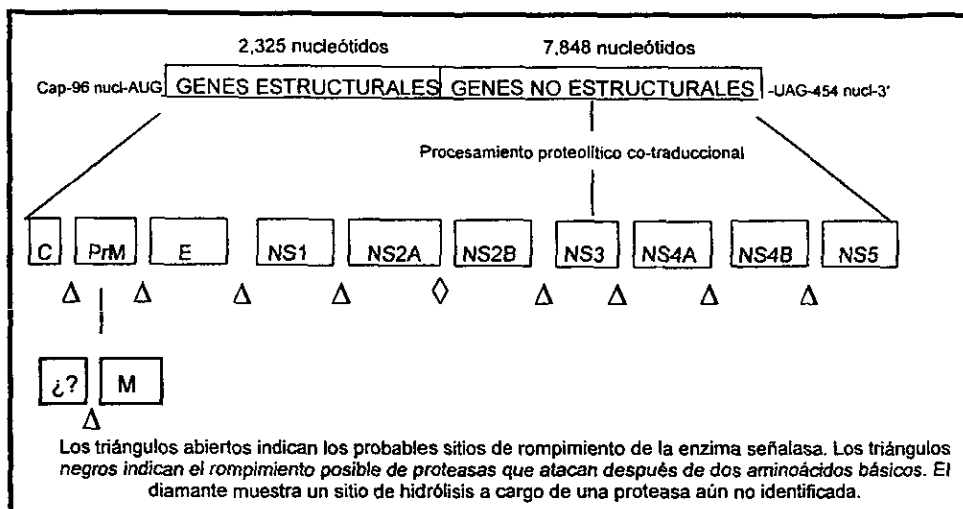 2,325 nucleótidos 7,848 nucleótidos
Cap-96 nucl-AUG GENES ESTRUCTURALES GENES NO ESTRUCTURALES -UAG-454 nucl-3'
Procesamiento proteolítico co-traduccional
C PrM E NS1 NS2A NS2B NS3 NS4A NS4B NS5
Δ Δ Δ Δ ◊ Δ Δ Δ Δ
¿? M
Δ
Los triángulos abiertos indican los probables sitios de rompimiento de la enzima señalasa. Los triángulos
negros indican el rompimiento posible de proteasas que atacan después de dos aminoácidos básicos. El
diamante muestra un sitio de hidrólisis a cargo de una proteasa aún no identificada.